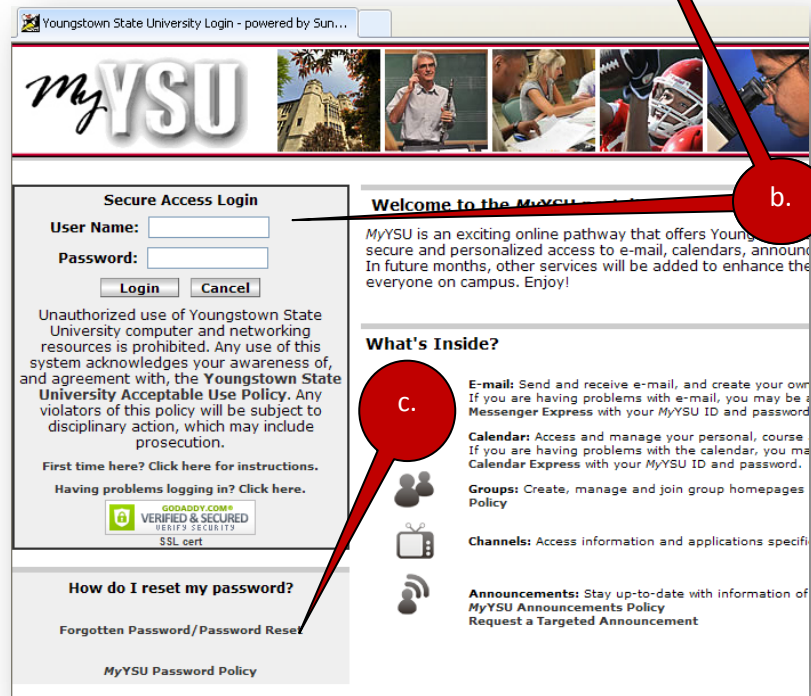 Youngstown State University Login - powered by Sun...
MyYSU
Secure Access Login
User Name:
Password:
Login Cancel
Unauthorized use of Youngstown State
University computer and networking
resources is prohibited. Any use of this
system acknowledges your awareness of,
and agreement with, the Youngstown State
University Acceptable Use Policy. Any
violators of this policy will be subject to
disciplinary action, which may include
prosecution.
First time here? Click here for instructions.
Having problems logging in? Click here.
GODADDY.COM®
VERIFIED & SECURED
VERIFY SECURITY
SSL cert
How do I reset my password?
Forgotten Password/Password Reset
MyYSU Password Policy
b.
Welcome to the MyYSU
MyYSU is an exciting online pathway that offers
secure and personalized access to e-mail, calendars,
In future months, other services will be added to enhance the
everyone on campus. Enjoy!
What's Inside?
c.
E-mail: Send and receive e-mail, and create your own
If you are having problems with e-mail, you may be
Messenger Express with your MyYSU ID and password
Calendar: Access and manage your personal, course
If you are having problems with the calendar, you
Calendar Express with your MyYSU ID and password.
Groups: Create, manage and join group homepages
Policy
Channels: Access information and applications
Announcements: Stay up-to-date with information of
MyYSU Announcements Policy
Request a Targeted Announcement